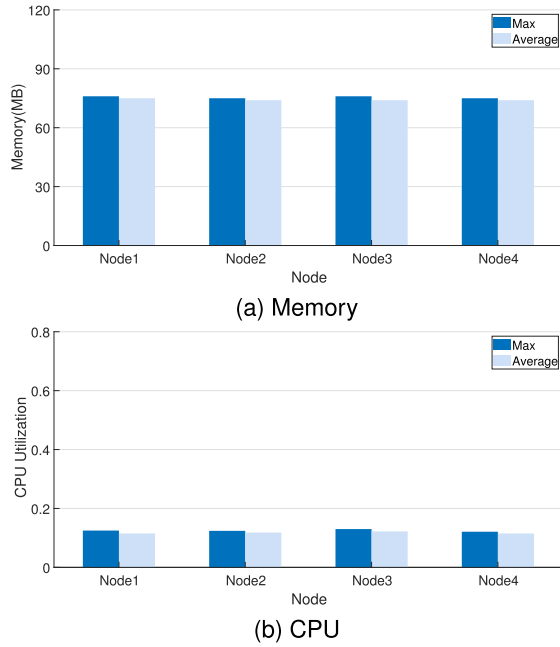 120
90
60
30
0
Memory(MB)
Max
Average
Node1 Node2 Node3 Node4
Node
(a) Memory
0.8
0.6
0.4
0.2
0
CPU Utilization
Max
Average
Node1 Node2 Node3 Node4
Node
(b) CPU